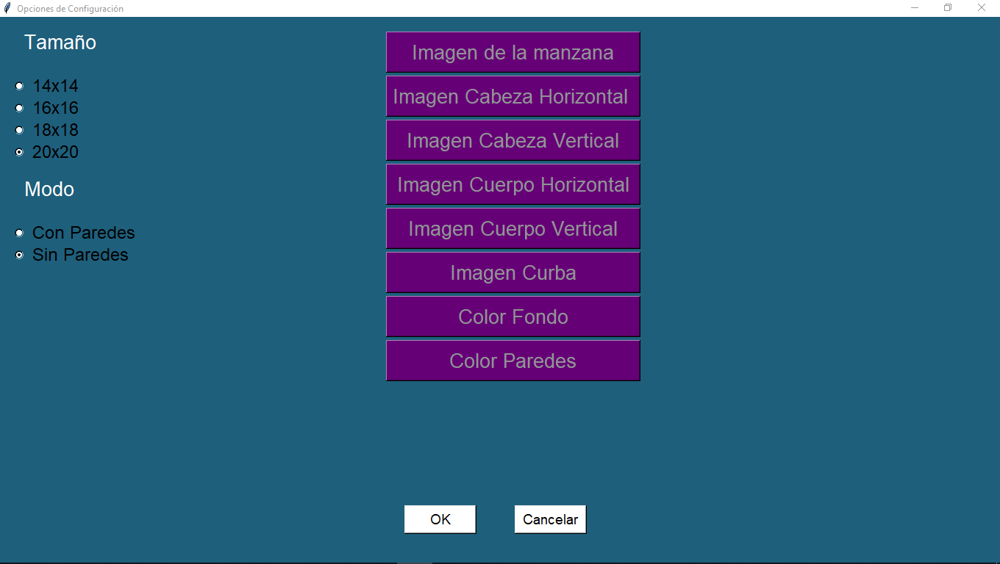 Opciones de Configuración
Tamaño
14x14
16x16
18x18
20x20
Modo
Con Paredes
Sin Paredes
Imagen de la manzana
Imagen Cabeza Horizontal
Imagen Cabeza Vertical
Imagen Cuerpo Horizontal
Imagen Cuerpo Vertical
Imagen Curba
Color Fondo
Color Paredes
OK
Cancelar